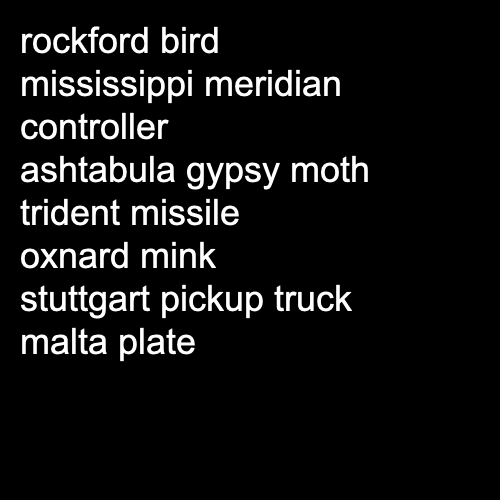 rockford bird
mississippi meridian
controller
ashtabula gypsy moth
trident missile
oxnard mink
stuttgart pickup truck
malta plate